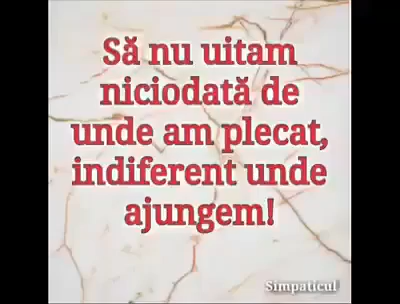 Să nu uitam
niciodată de
unde am plecat,
indiferent unde
ajungem!
Simpaticul